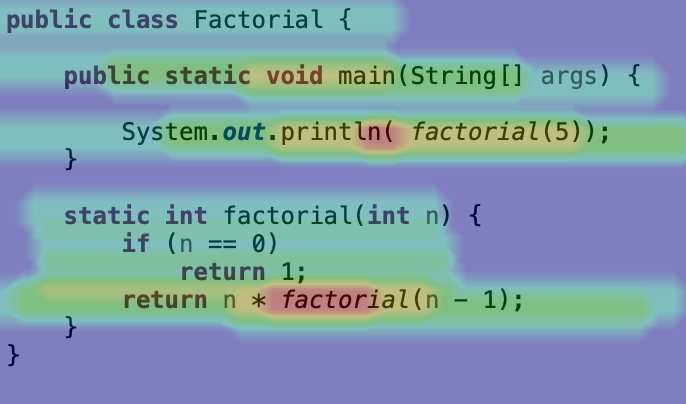 public class Factorial {
public static void main(String[] args) {
System.out.println( factorial(5));
}
static int factorial(int n) {
if (n == 0)
return 1;
return n * factorial(n - 1);
}
}